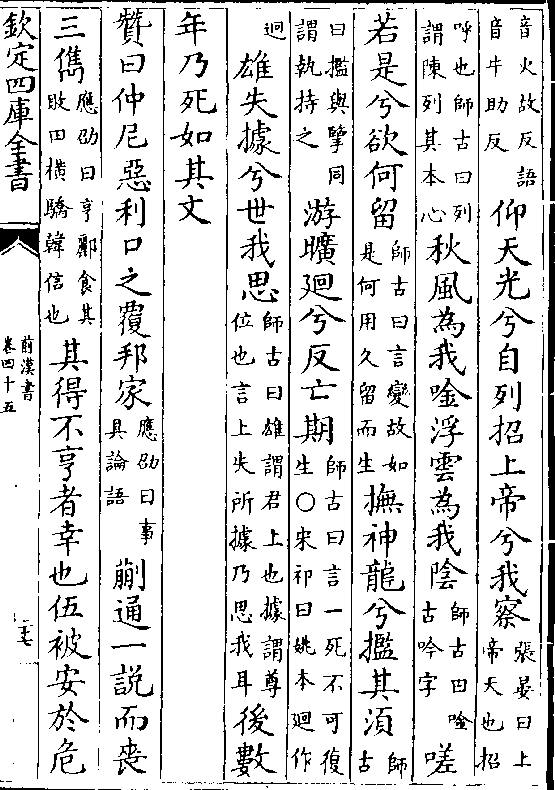 音火故反語
音牛助反
仰天光兮自列招上帝兮我察
張晏曰上
帝天也招
呼也師古曰列
謂陳列其本心
秋風為我唫浮雲為我陰
師古曰唫
古吟字
嗟
若是兮欲何留
師古曰言變故如
是何用久留而生
撫神龍兮㩜其湏
師
古
曰㩜與擥同
謂執持之
游曠廻兮反亡期
師古曰言一死不可復
生○宋祁曰姚本廻作
迥
雄失據兮世我思
師古曰雄謂君上也據謂尊
位也言上失所據乃思我耳
後數
年乃死如其文
贊曰仲尼惡利口之覆邦家
應劭曰事
具論語
蒯通一說而喪
三儁
應劭曰亨酈食其
敗田橫驕韓信也
其得不亨者幸也伍被安於危
欽定四庫全書
前漢書
卷四十五
二七